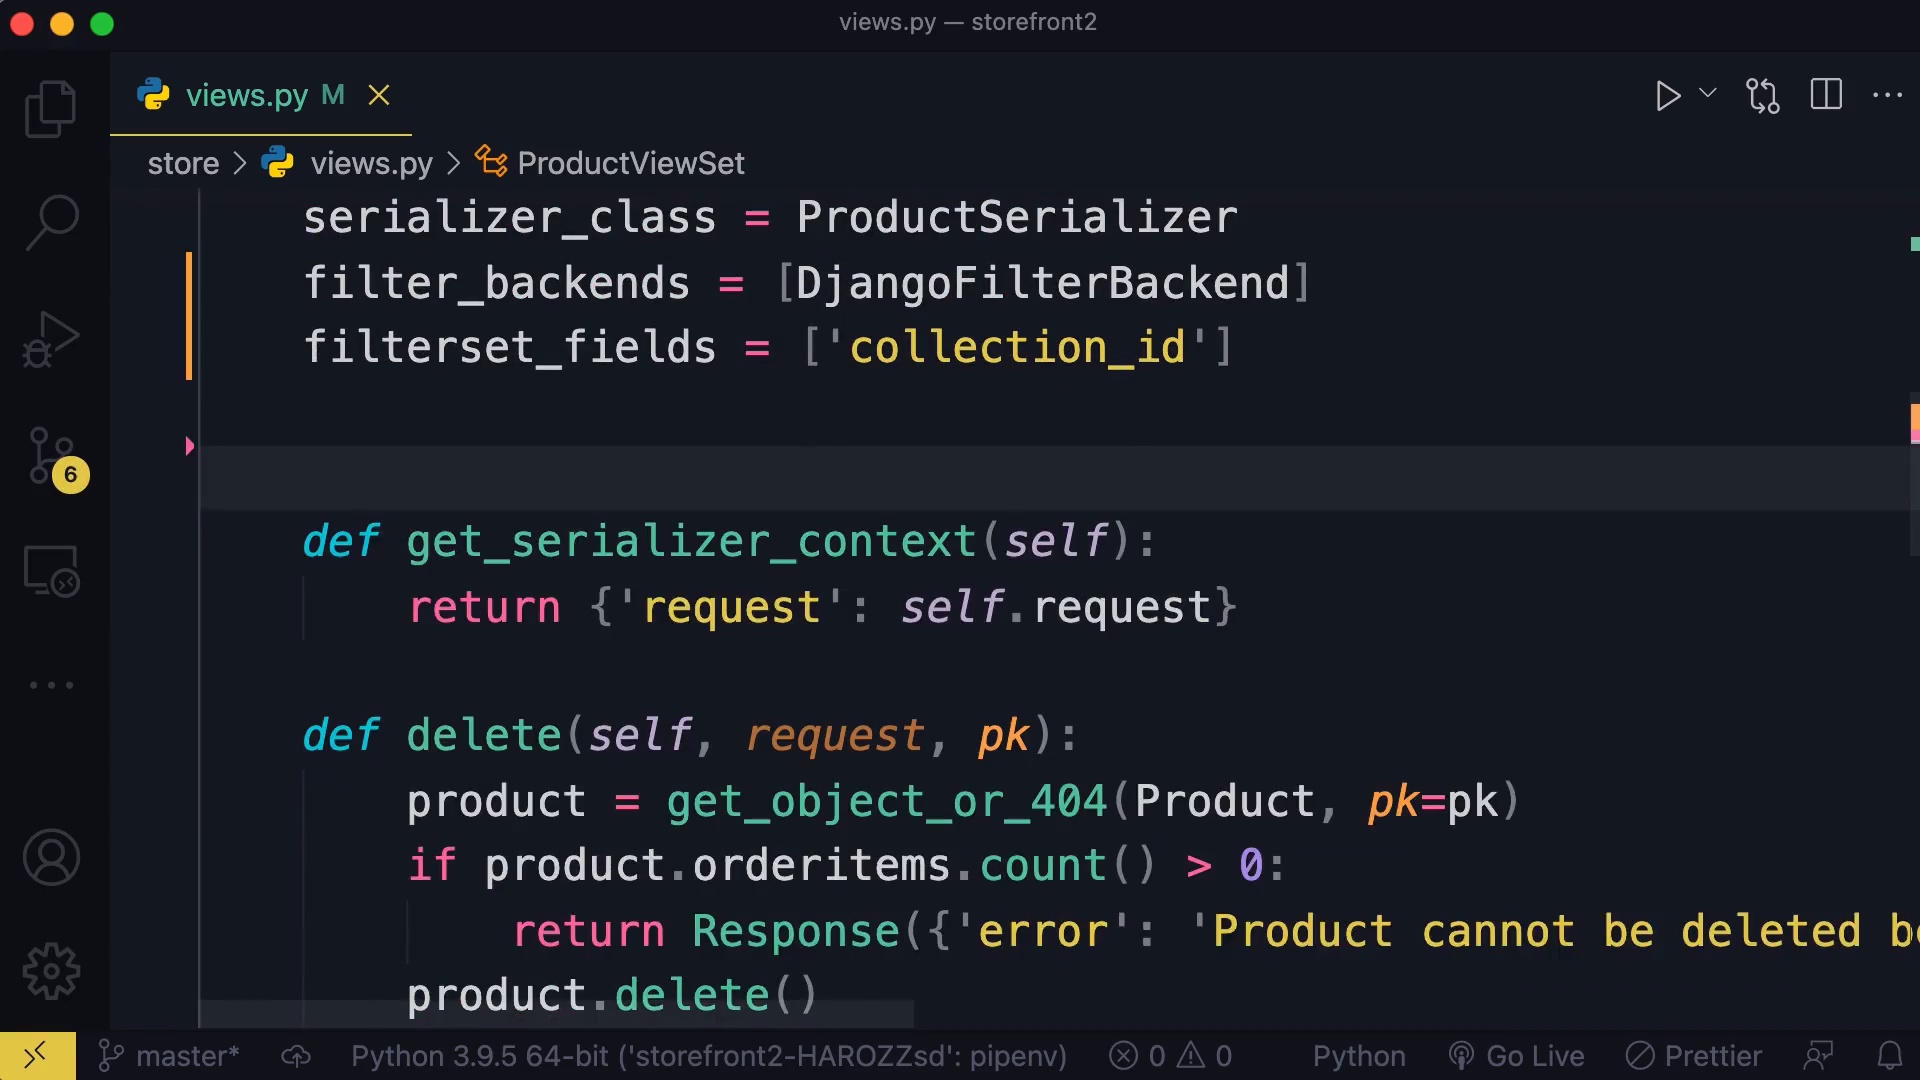 views.py — storefront2
views.py M
store > views.py > ProductViewSet
serializer_class = ProductSerializer
filter_backends = [DjangoFilterBackend]
filterset_fields = ['collection_id']
6
def get_serializer_context(self):
return {'request': self.request}
def delete(self, request, pk):
product = get_object_or_404(Product, pk=pk)
if product.orderitems.count() > 0:
return Response({'error': 'Product cannot be deleted
product.delete()
master* Python 3.9.5 64-bit ('storefront2-HAROZZsd': pipenv) 0 0 Python Go Live Prettier